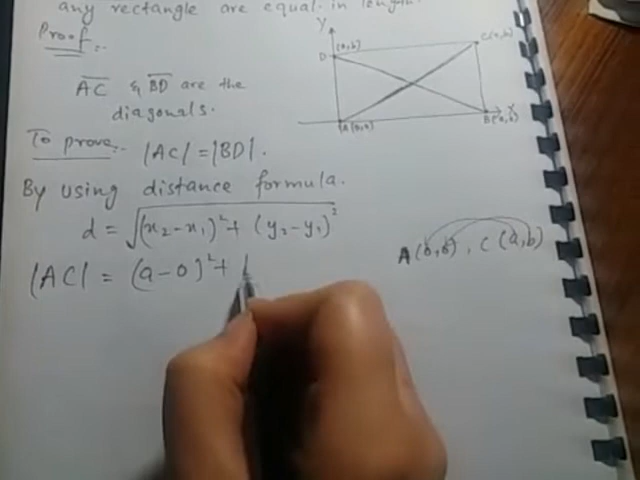 any rectangle are equal in length.
Proof:-
Y
D (0,b)
C(a,b)
A(0,0)
X
AC & BD are the
diagonals.
To prove:- |AC| = |BD|.
By using distance formula.
d = √(x₂-x₁)² + (y₂-y₁)²
A(0,0), C(a,b)
|AC| = (a-0)² +